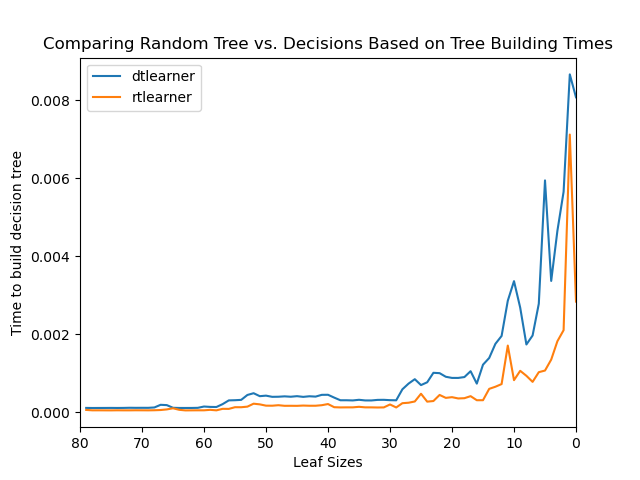 Comparing Random Tree vs. Decisions Based on Tree Building Times
dtlearner
rtlearner
0.008
0.006
0.004
0.002
0.000
Time to build decision tree
80 70 60 50 40 30 20 10 0
Leaf Sizes